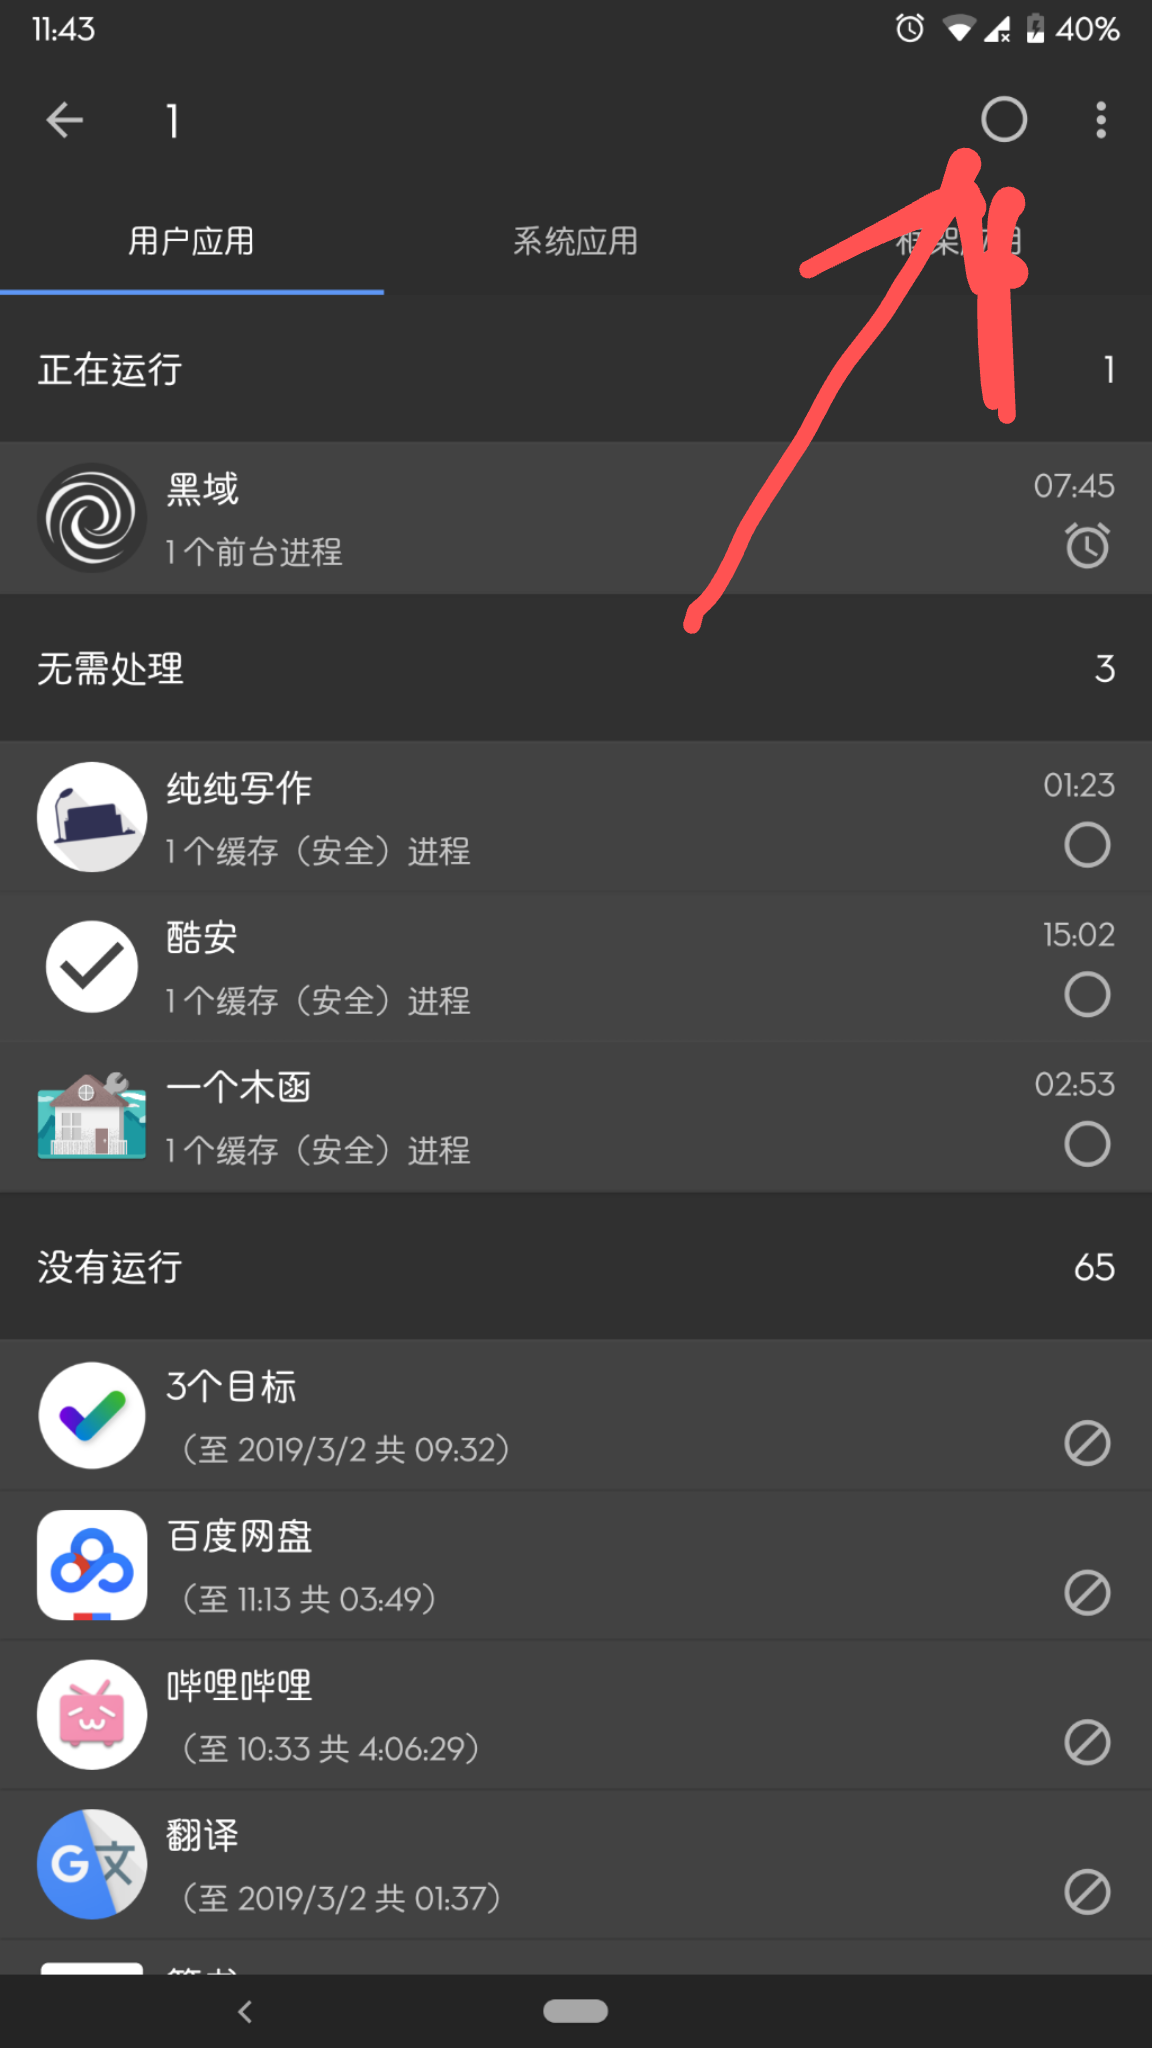 11:43 40%
1
用户应用 系统应用
正在运行 1
黑域 07:45
1 个前台进程
无需处理 3
纯纯写作 01:23
1 个缓存（安全）进程
酷安 15:02
1 个缓存（安全）进程
一个木函 02:53
1 个缓存（安全）进程
没有运行 65
3个目标
（至 2019/3/2 共 09:32）
百度网盘
（至 11:13 共 03:49）
哔哩哔哩
（至 10:33 共 4:06:29）
G文 翻译
（至 2019/3/2 共 01:37）